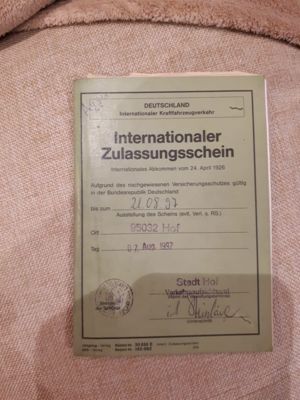 DEUTSCHLAND
Internationaler Kraftfahrzeugverkehr
Internationaler
Zulassungsschein
Internationales Abkommen vom 24. April 1926
Aufgrund des nachgewiesenen Versicherungsschutzes gültig
in der Bundesrepublik Deutschland
bis zum 21.08.97
Ausstellung des Scheins (evtl. Verl. s. RS.)
Ort 95032 Hof
Tag 07. Aug. 1997
Stadt Hof